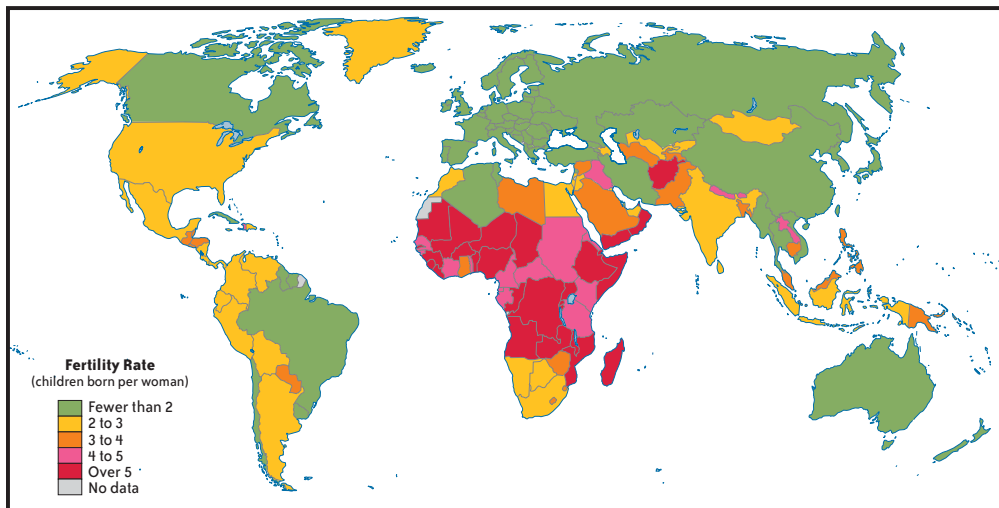 Fertility Rate
(children born per woman)
Fewer than 2
2 to 3
3 to 4
4 to 5
Over 5
No data